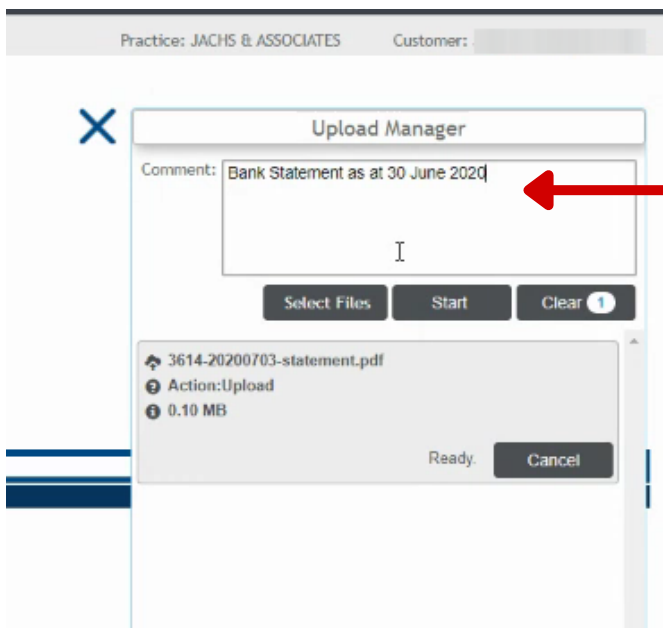 Practice: JACHS & ASSOCIATES Customer:
Upload Manager
Comment: Bank Statement as at 30 June 2020
Select Files Start Clear 1
3614-20200703-statement.pdf
Action:Upload
0.10 MB
Ready. Cancel